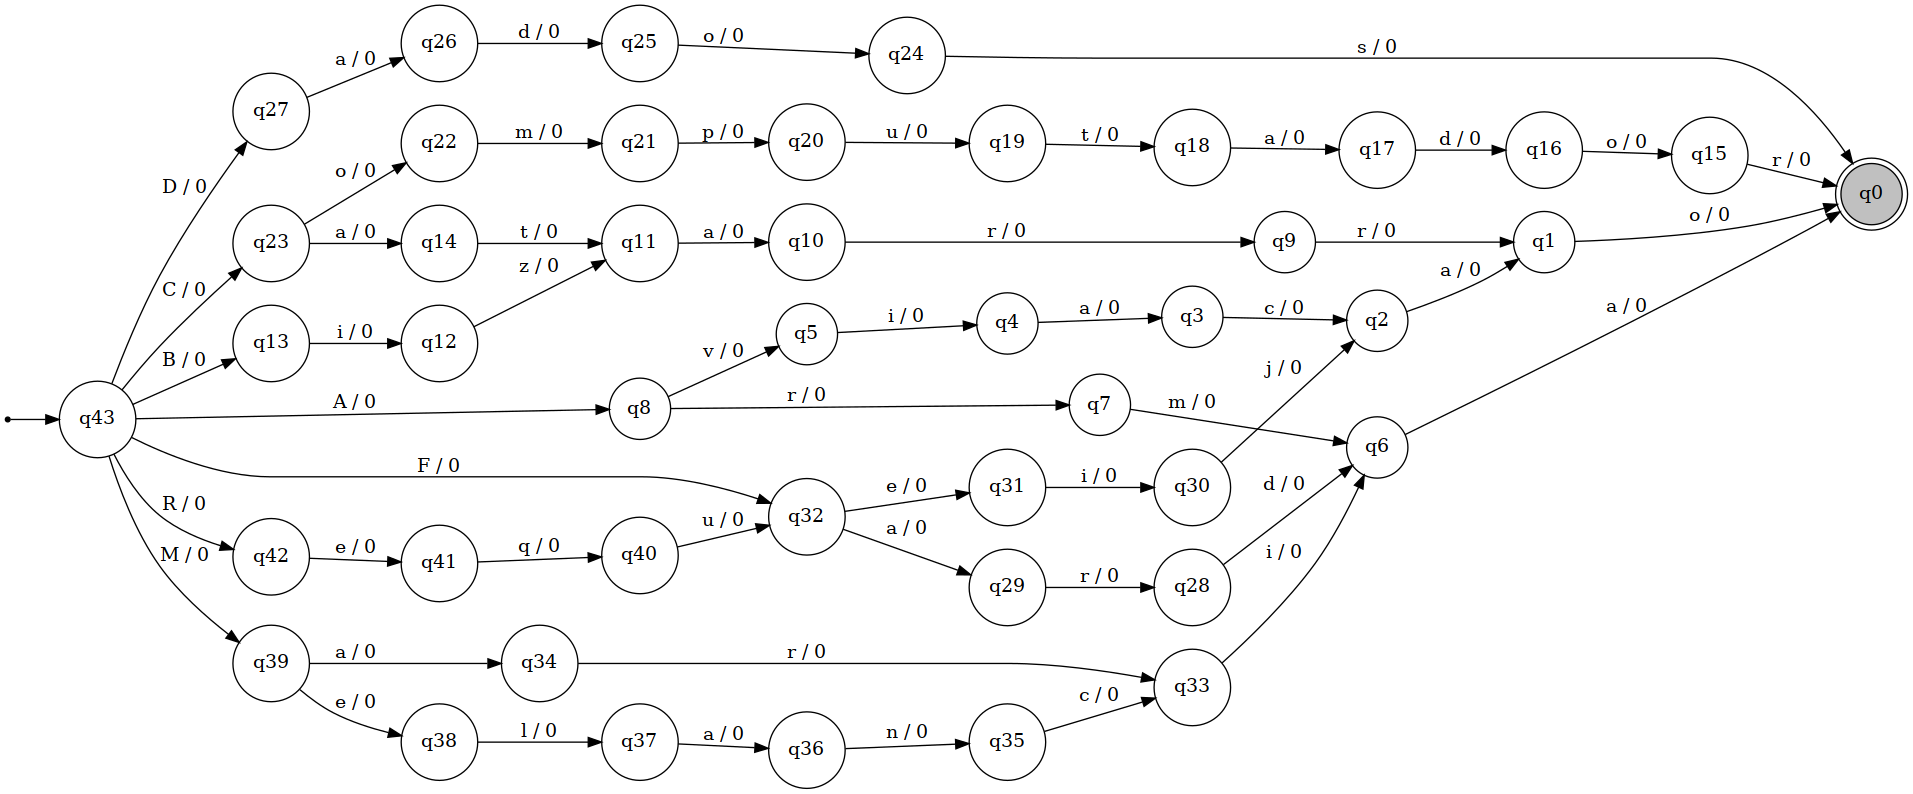 q26 d / 0 q25 o / 0 q24 s / 0
a / 0
q27
q22 m / 0 q21 p / 0 q20 u / 0 q19 t / 0 q18 a / 0 q17 d / 0 q16 o / 0 q15 r / 0
D / 0 o / 0
q0
q23 a / 0 q14 t / 0 q11 a / 0 q10 r / 0 q9 r / 0 q1 o / 0
z / 0 a / 0
C / 0
q5 i / 0 q4 a / 0 q3 c / 0 q2 a / 0
B / 0 q13 i / 0 q12 v / 0 j / 0
q43 A / 0 q8 r / 0 q7 m / 0 q6
F / 0
R / 0 e / 0 q31 i / 0 q30 d / 0
q32
u / 0 a / 0
M / 0 q42 e / 0 q41 q / 0 q40 i / 0
q29 r / 0 q28
q39 a / 0 q34 r / 0 q33
e / 0 c / 0
q38 l / 0 q37 a / 0 q36 n / 0 q35